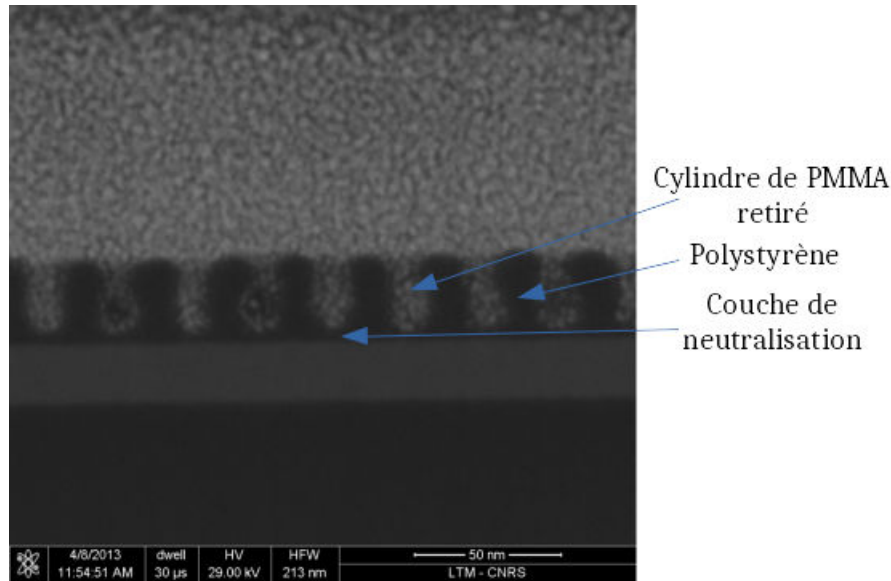 Cylindre de PMMA
retiré
Polystyrène
Couche de
neutralisation
4/8/2013
11:54:51 AM
dwell
30 µs
HV
29.00 kV
HFW
213 nm
50 nm
LTM - CNRS